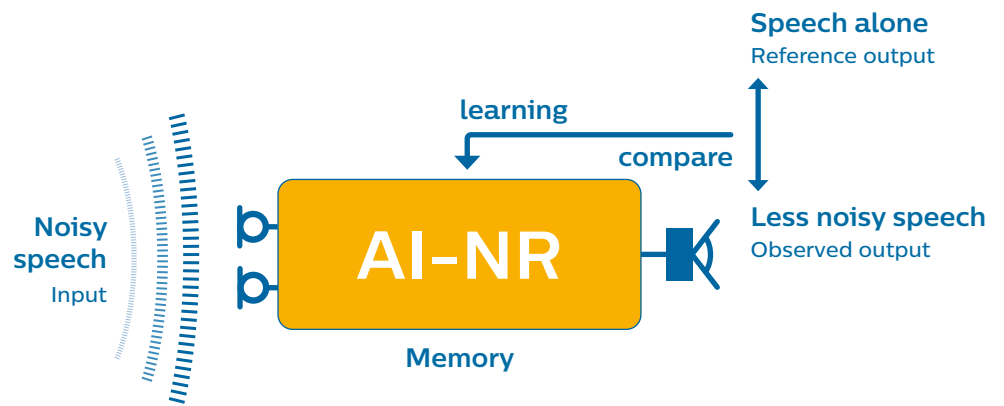 Speech alone
Reference output
learning
compare
Noisy
speech
Input
AI-NR
Less noisy speech
Observed output
Memory